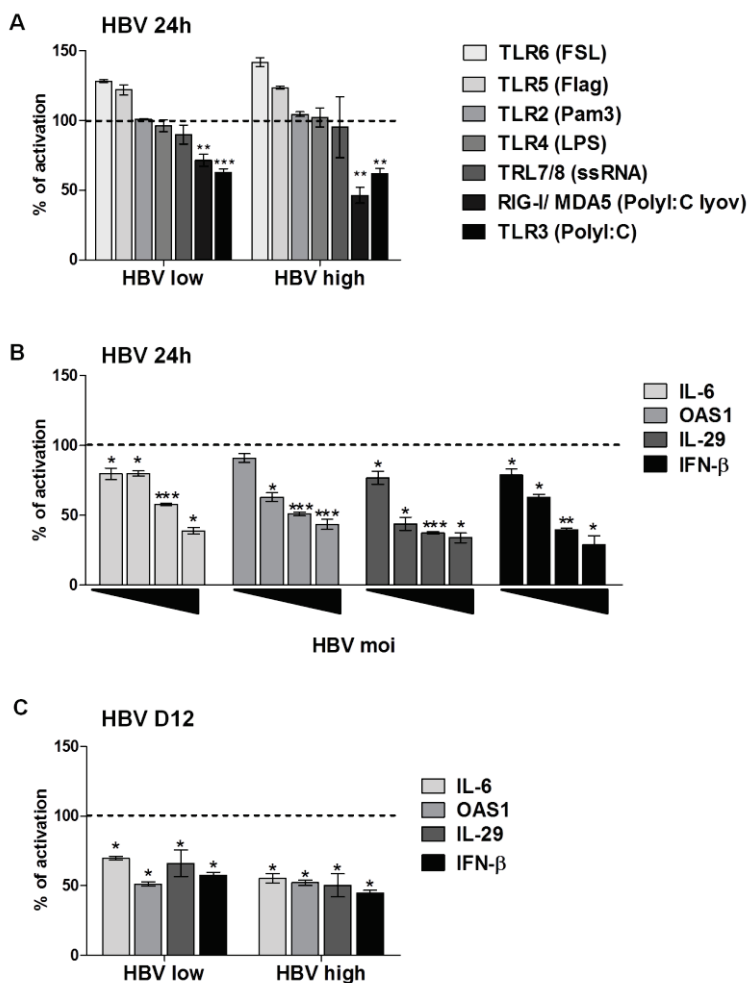 A
HBV 24h
150
100
50
0
% of activation
** *** ** **
HBV low HBV high
TLR6 (FSL)
TLR5 (Flag)
TLR2 (Pam3)
TLR4 (LPS)
TRL7/8 (ssRNA)
RIG-I/ MDA5 (PolyI:C lyov)
TLR3 (PolyI:C)
B
HBV 24h
150
100
50
0
% of activation
* * *** * * *** *** * * *** * * * ** *
HBV moi
IL-6
OAS1
IL-29
IFN-β
C
HBV D12
150
100
50
0
% of activation
* * * * * * * *
HBV low HBV high
IL-6
OAS1
IL-29
IFN-β